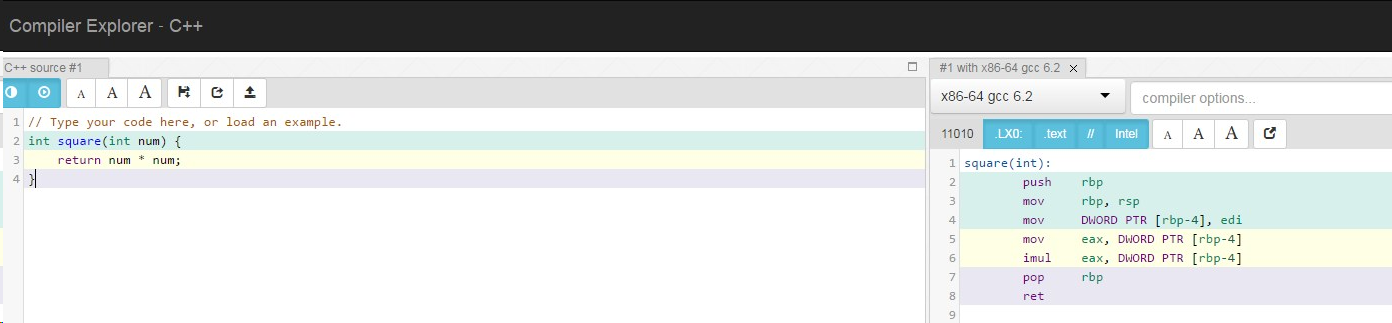 Compiler Explorer - C++
C++ source #1
A A A
1 // Type your code here, or load an example.
2 int square(int num) {
3     return num * num;
4 }
#1 with x86-64 gcc 6.2 ×
x86-64 gcc 6.2 compiler options...
11010 .LX0: .text // Intel A A A
1 square(int):
2         push    rbp
3         mov     rbp, rsp
4         mov     DWORD PTR [rbp-4], edi
5         mov     eax, DWORD PTR [rbp-4]
6         imul    eax, DWORD PTR [rbp-4]
7         pop     rbp
8         ret
9